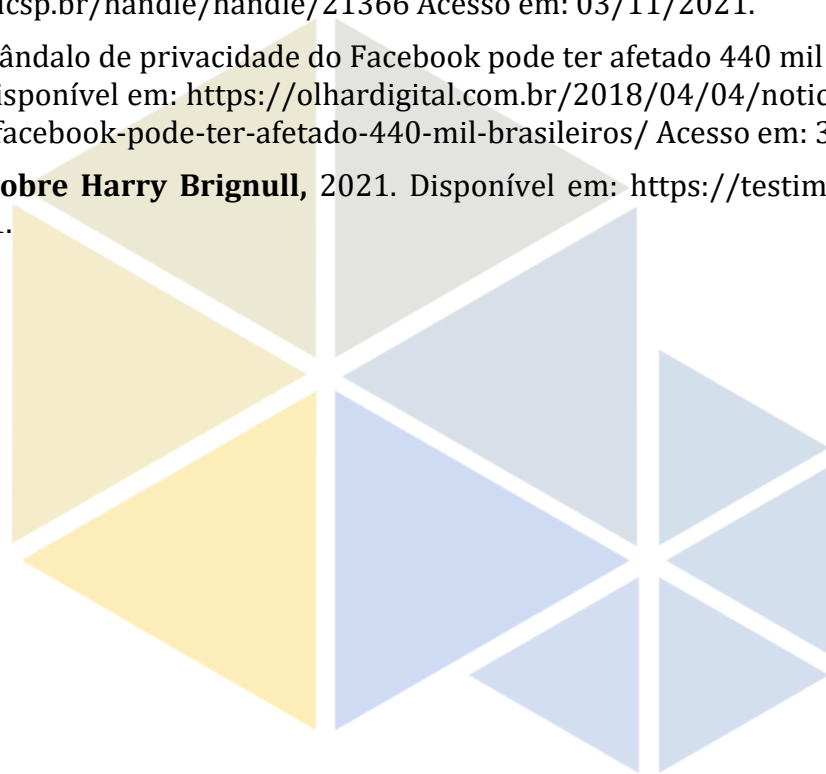 icsp.br/handle/handle/21366 Acesso em: 03/11/2021.
ândalo de privacidade do Facebook pode ter afetado 440 mil
isponível em: https://olhardigital.com.br/2018/04/04/notic
facebook-pode-ter-afetado-440-mil-brasileiros/ Acesso em: 3
obre Harry Brignull, 2021. Disponível em: https://testim
.